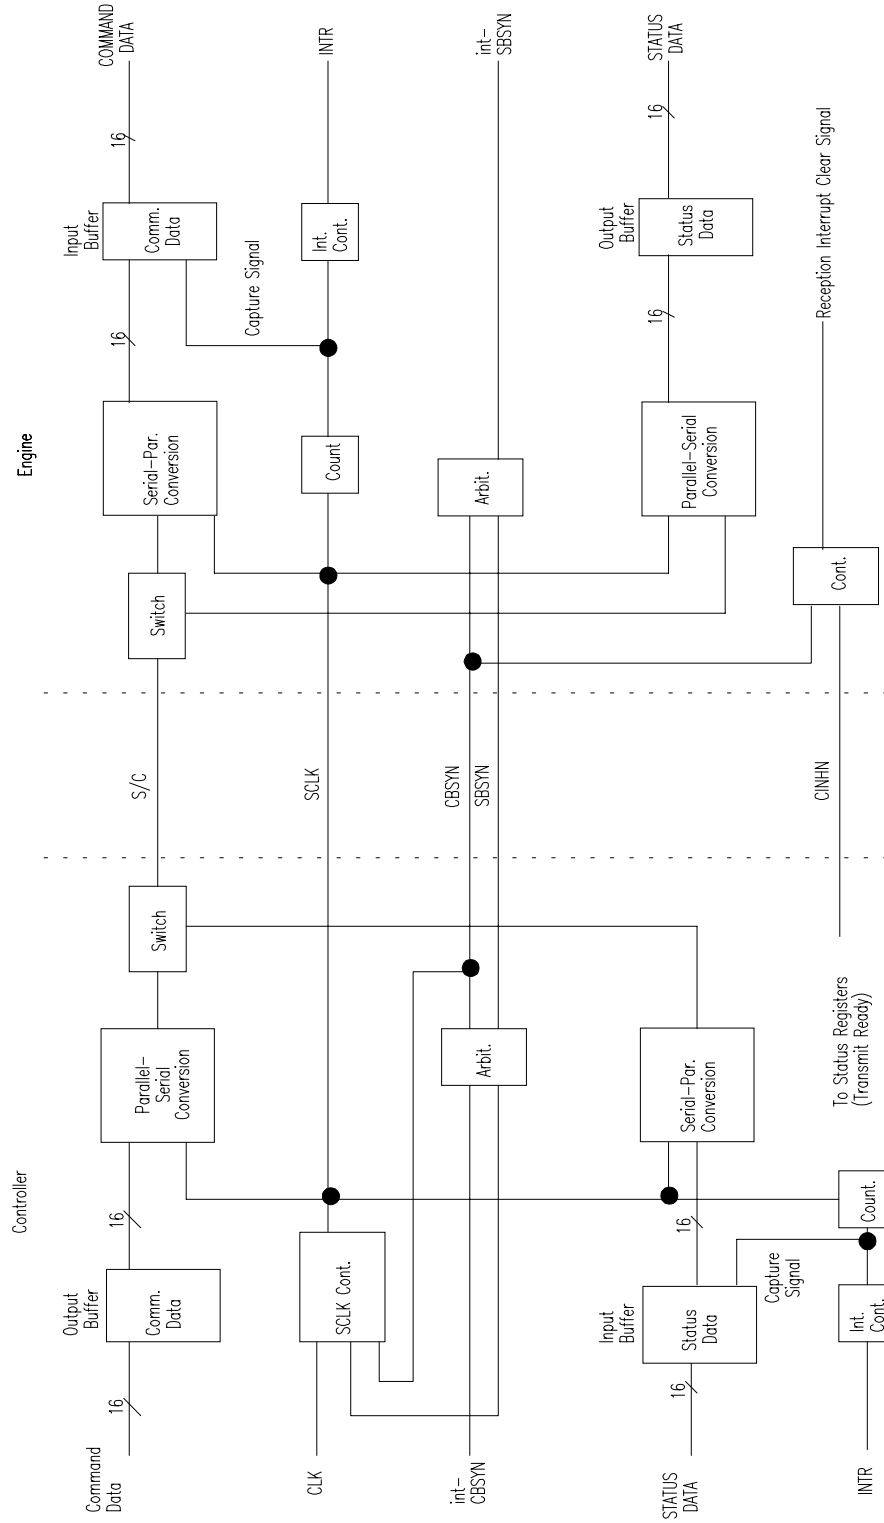 Controller
Engine
Command
Data
16
Output
Buffer
Comm.
Data
16
Parallel-
Serial
Conversion
Switch
S/C
Switch
Serial-Par.
Conversion
16
Input
Buffer
Comm.
Data
16
COMMAND
DATA
Capture Signal
CLK
SCLK Cont.
SCLK
Count
Int.
Cont.
INTR
int-
CBSYN
Arbit.
CBSYN
SBSYN
Arbit.
int-
SBSYN
STATUS
DATA
16
Input
Buffer
Status
Data
16
Serial-Par.
Conversion
Parallel-Serial
Conversion
16
Output
Buffer
Status
Data
16
STATUS
DATA
Capture
Signal
INTR
Int.
Cont.
Count.
To Status Registers
(Transmit Ready)
CINHN
Cont.
Reception Interrupt Clear Signal